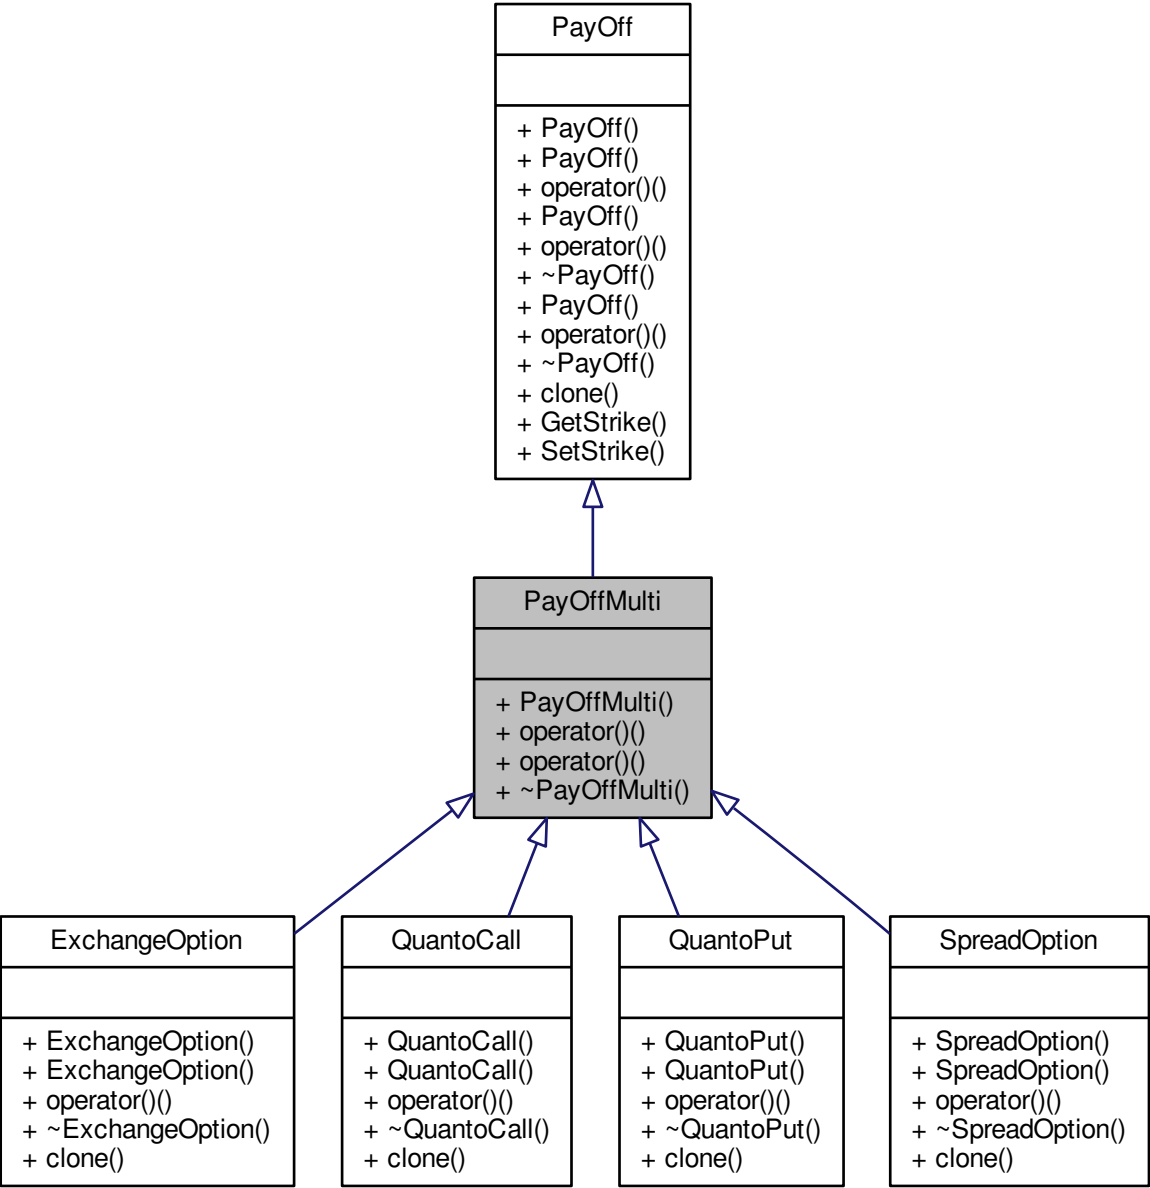 PayOff
+ PayOff()
+ PayOff()
+ operator()()
+ PayOff()
+ operator()()
+ ~PayOff()
+ PayOff()
+ operator()()
+ ~PayOff()
+ clone()
+ GetStrike()
+ SetStrike()
PayOffMulti
+ PayOffMulti()
+ operator()()
+ operator()()
+ ~PayOffMulti()
ExchangeOption
+ ExchangeOption()
+ ExchangeOption()
+ operator()()
+ ~ExchangeOption()
+ clone()
QuantoCall
+ QuantoCall()
+ QuantoCall()
+ operator()()
+ ~QuantoCall()
+ clone()
QuantoPut
+ QuantoPut()
+ QuantoPut()
+ operator()()
+ ~QuantoPut()
+ clone()
SpreadOption
+ SpreadOption()
+ SpreadOption()
+ operator()()
+ ~SpreadOption()
+ clone()